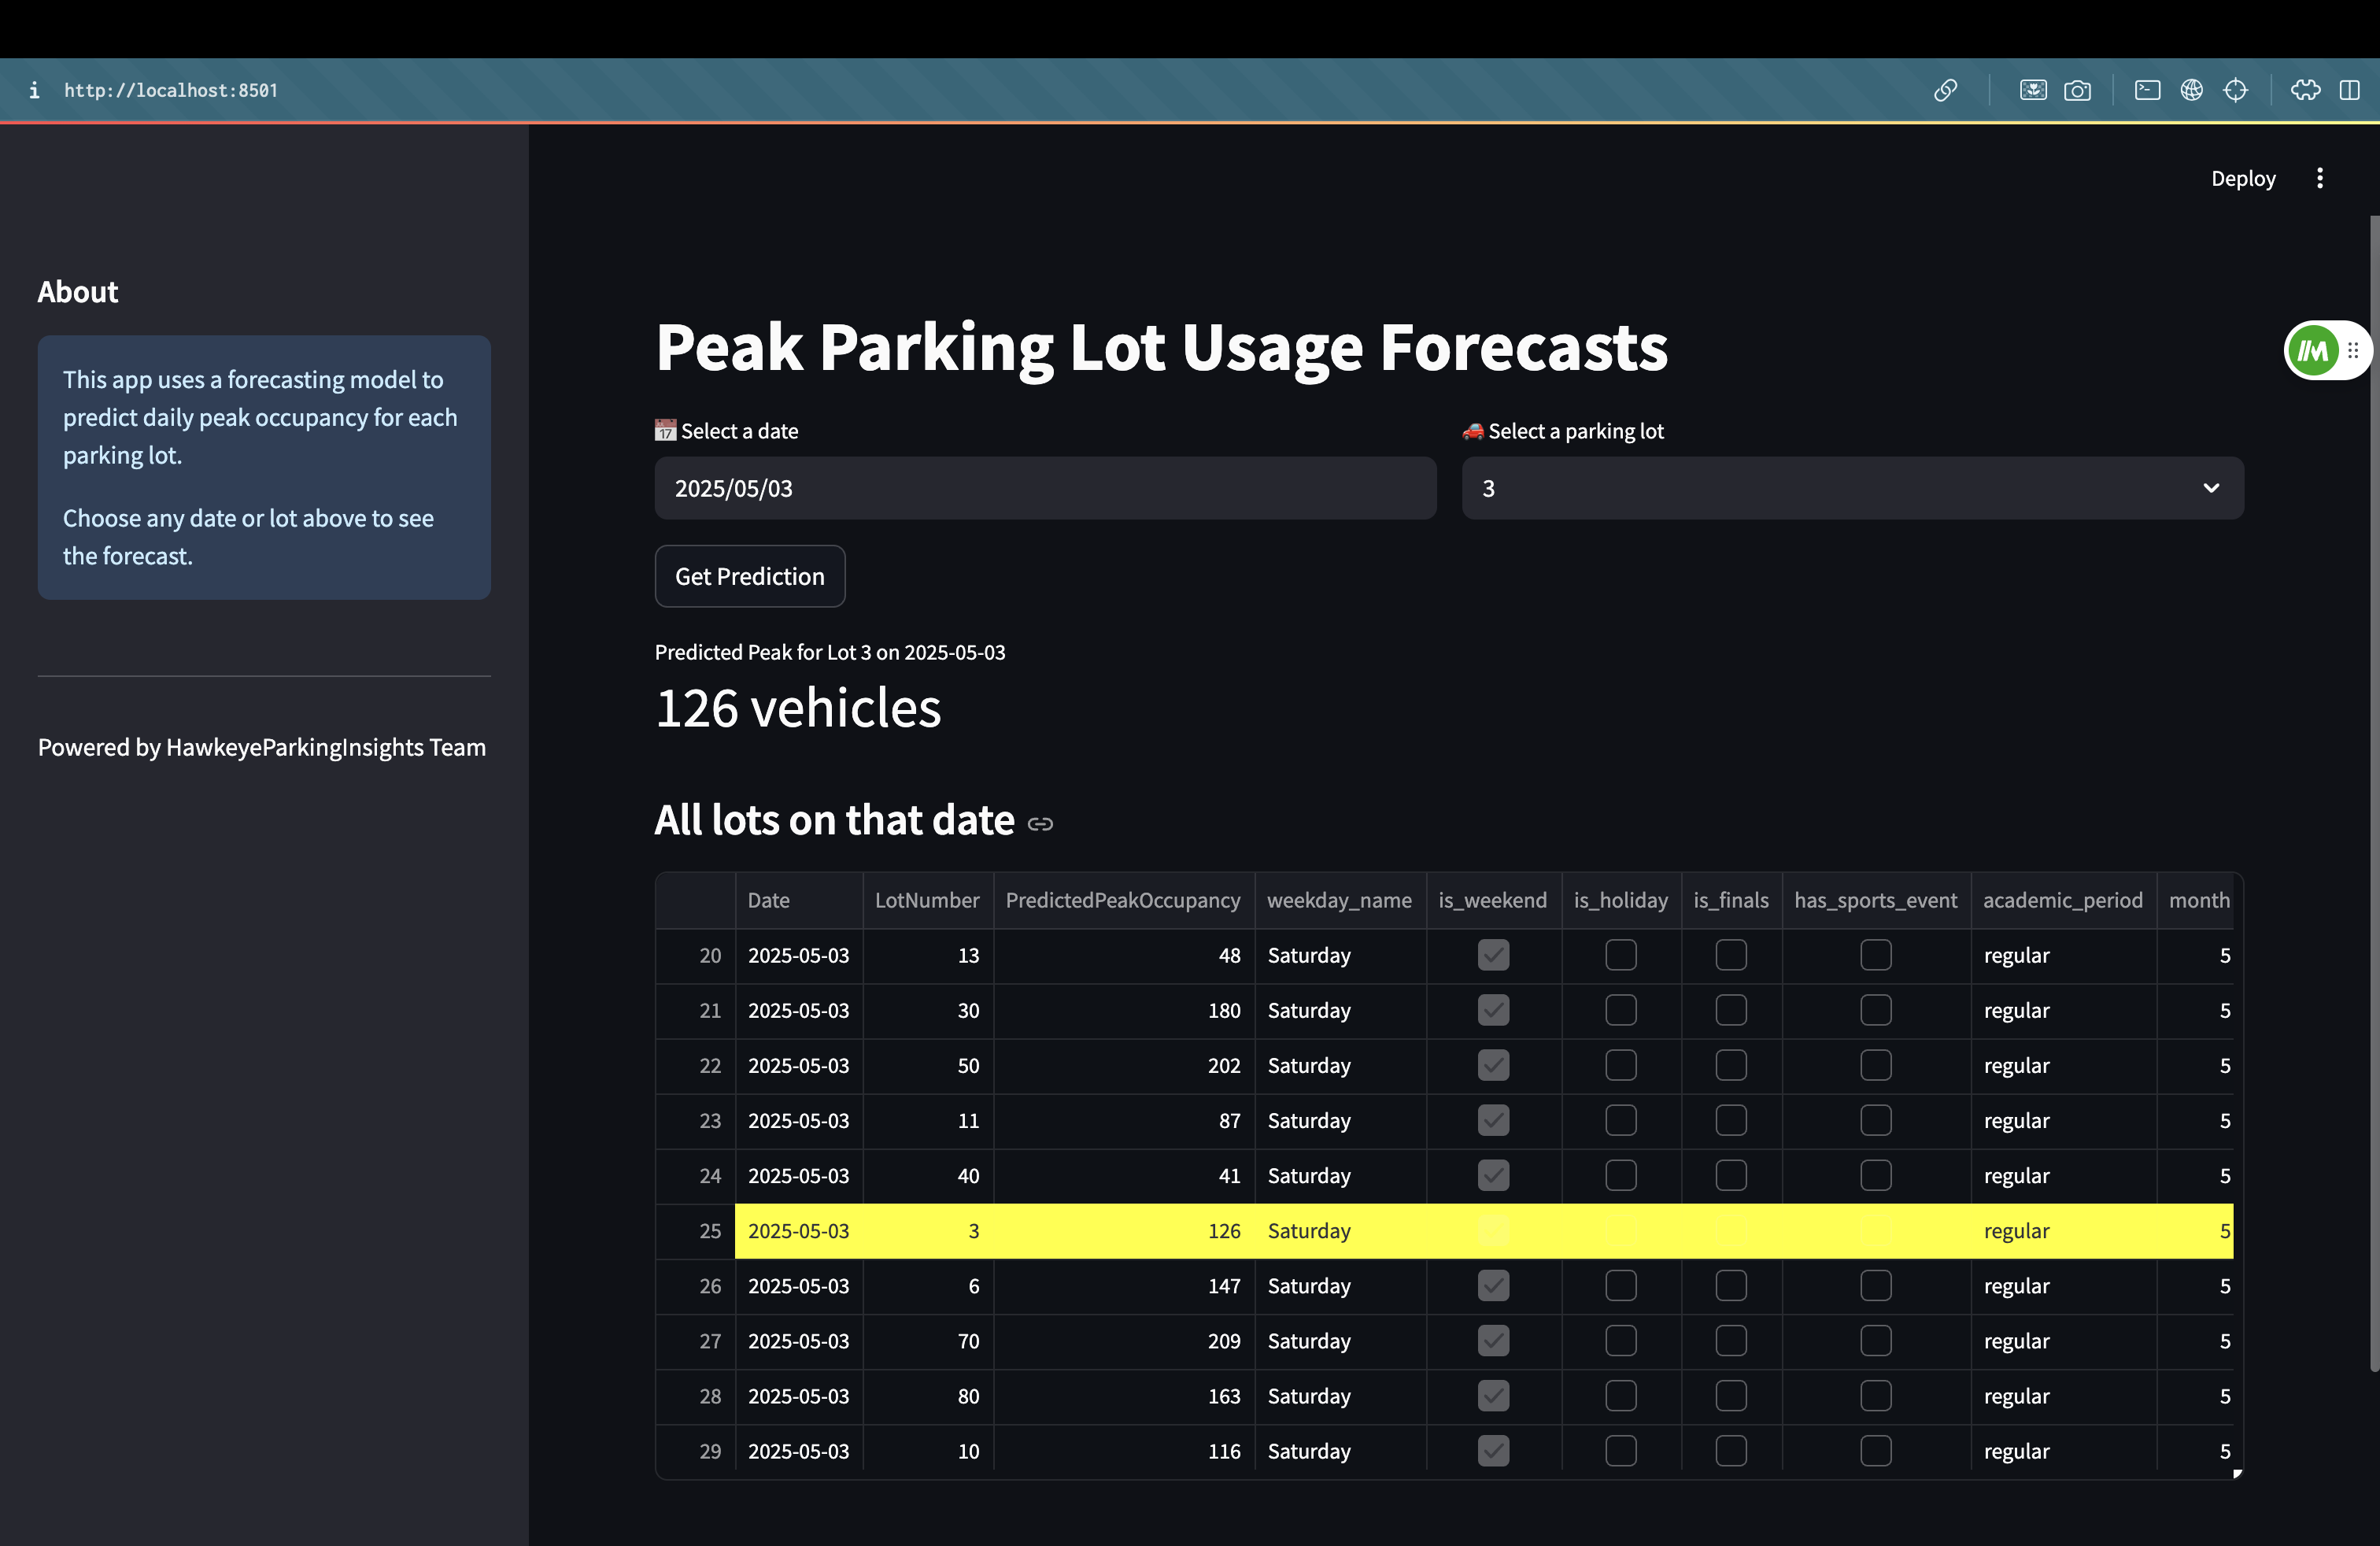 i http://localhost:8501
Deploy
About
This app uses a forecasting model to
predict daily peak occupancy for each
parking lot.
Choose any date or lot above to see
the forecast.
Powered by HawkeyeParkingInsights Team
Peak Parking Lot Usage Forecasts
17 Select a date
Select a parking lot
2025/05/03
3
Get Prediction
Predicted Peak for Lot 3 on 2025-05-03
126 vehicles
All lots on that date
Date LotNumber PredictedPeakOccupancy weekday_name is_weekend is_holiday is_finals has_sports_event academic_period month
20 2025-05-03 13 48 Saturday regular 5
21 2025-05-03 30 180 Saturday regular 5
22 2025-05-03 50 202 Saturday regular 5
23 2025-05-03 11 87 Saturday regular 5
24 2025-05-03 40 41 Saturday regular 5
25 2025-05-03 3 126 Saturday regular 5
26 2025-05-03 6 147 Saturday regular 5
27 2025-05-03 70 209 Saturday regular 5
28 2025-05-03 80 163 Saturday regular 5
29 2025-05-03 10 116 Saturday regular 5